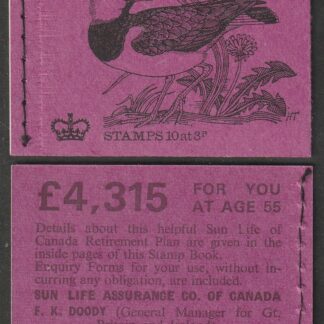 HT
STAMPS 10 at 3P
£4,315 FOR YOU
AT AGE 55
Details about this helpful Sun Life of
Canada Retirement Plan are given in the
inside pages of this Stamp Book.
Enquiry Forms for your use, without in-
curring any obligation, are included.
SUN LIFE ASSURANCE CO. OF CANADA
F. K. DOODY (General Manager for Gt.